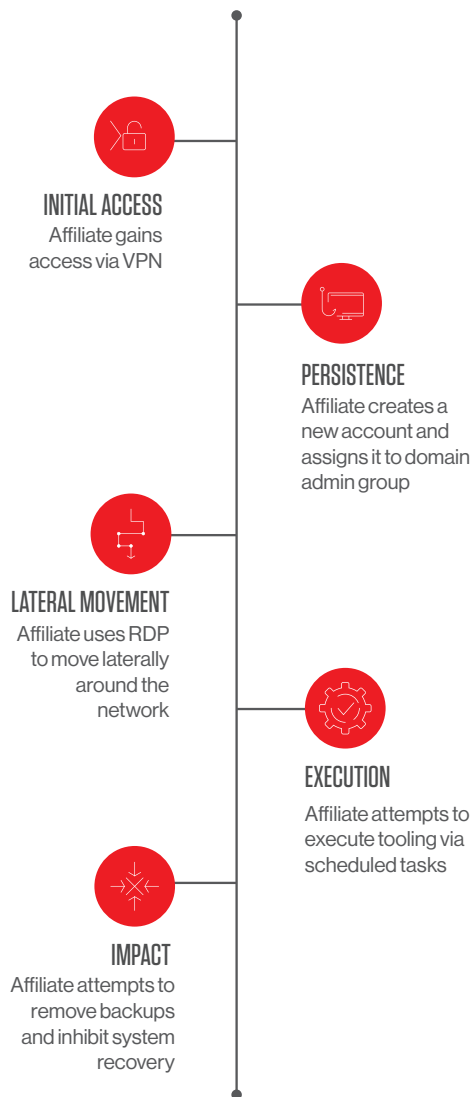 INITIAL ACCESS
Affiliate gains
access via VPN
PERSISTENCE
Affiliate creates a
new account and
assigns it to domain
admin group
LATERAL MOVEMENT
Affiliate uses RDP
to move laterally
around the
network
EXECUTION
Affiliate attempts to
execute tooling via
scheduled tasks
IMPACT
Affiliate attempts to
remove backups
and inhibit system
recovery